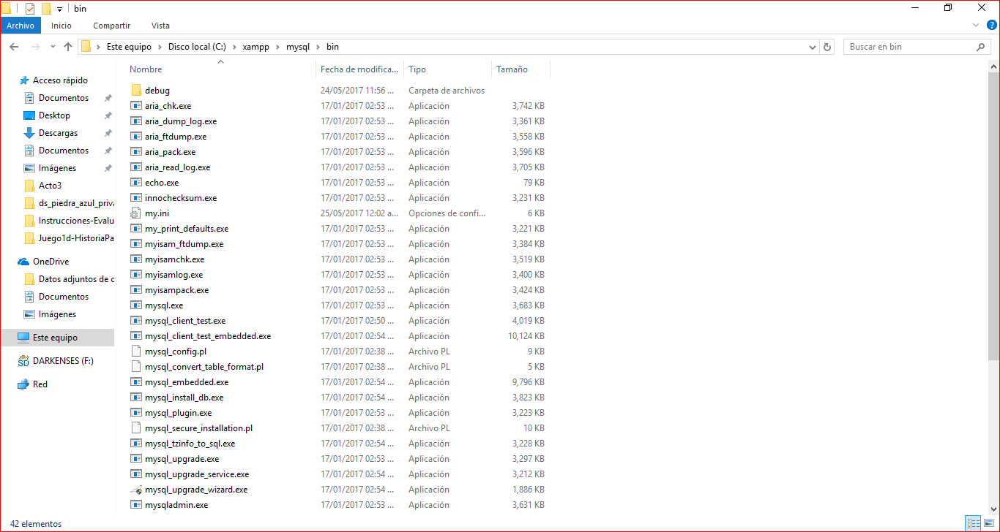 bin
Archivo Inicio Compartir Vista
Este equipo Disco local (C:) xampp mysql bin Buscar en bin
Acceso rápido
Documentos
Desktop
Descargas
Documentos
Imágenes
Acto3
ds_piedra_azul_priva
Instrucciones-Evalu
Juego1d-HistoriaPa
OneDrive
Datos adjuntos de c
Documentos
Imágenes
Este equipo
DARKENSES (F:)
Red
Nombre Fecha de modifica... Tipo Tamaño
debug 24/05/2017 11:56 ... Carpeta de archivos
aria_chk.exe 17/01/2017 02:53 ... Aplicación 3,742 KB
aria_dump_log.exe 17/01/2017 02:53 ... Aplicación 3,361 KB
aria_ftdump.exe 17/01/2017 02:53 ... Aplicación 3,558 KB
aria_pack.exe 17/01/2017 02:53 ... Aplicación 3,596 KB
aria_read_log.exe 17/01/2017 02:53 ... Aplicación 3,705 KB
echo.exe 17/01/2017 02:53 ... Aplicación 79 KB
innochecksum.exe 17/01/2017 02:53 ... Aplicación 3,231 KB
my.ini 25/05/2017 12:02 a... Opciones de confi... 6 KB
my_print_defaults.exe 17/01/2017 02:53 ... Aplicación 3,221 KB
myisam_ftdump.exe 17/01/2017 02:53 ... Aplicación 3,384 KB
myisamchk.exe 17/01/2017 02:53 ... Aplicación 3,519 KB
myisamlog.exe 17/01/2017 02:53 ... Aplicación 3,400 KB
myisampack.exe 17/01/2017 02:53 ... Aplicación 3,424 KB
mysql.exe 17/01/2017 02:53 ... Aplicación 3,683 KB
mysql_client_test.exe 17/01/2017 02:50 ... Aplicación 4,019 KB
mysql_client_test_embedded.exe 17/01/2017 02:54 ... Aplicación 10,124 KB
mysql_config.pl 17/01/2017 02:38 ... Archivo PL 9 KB
mysql_convert_table_format.pl 17/01/2017 02:38 ... Archivo PL 5 KB
mysql_embedded.exe 17/01/2017 02:54 ... Aplicación 9,796 KB
mysql_install_db.exe 17/01/2017 02:54 ... Aplicación 3,823 KB
mysql_plugin.exe 17/01/2017 02:53 ... Aplicación 3,223 KB
mysql_secure_installation.pl 17/01/2017 02:38 ... Archivo PL 10 KB
mysql_tzinfo_to_sql.exe 17/01/2017 02:54 ... Aplicación 3,228 KB
mysql_upgrade.exe 17/01/2017 02:53 ... Aplicación 3,297 KB
mysql_upgrade_service.exe 17/01/2017 02:54 ... Aplicación 3,212 KB
mysql_upgrade_wizard.exe 17/01/2017 02:54 ... Aplicación 1,886 KB
mysqladmin.exe 17/01/2017 02:53 ... Aplicación 3,631 KB
42 elementos